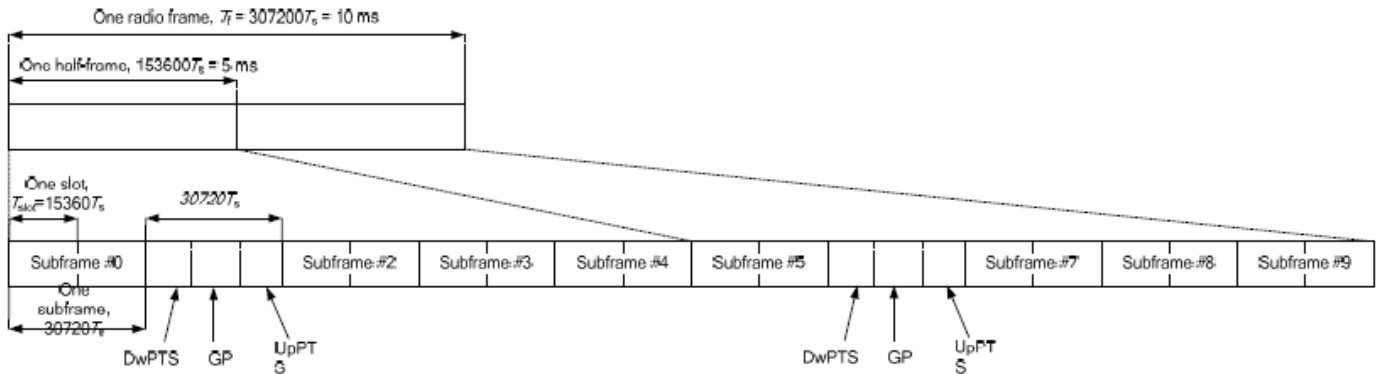 One radio frame, Tf = 307200Ts = 10 ms
One half-frame, 153600Ts = 5 ms
One slot,
Tslot=15360Ts
30720Ts
Subframe #0
Subframe #2
Subframe #3
Subframe #4
Subframe #5
Subframe #7
Subframe #8
Subframe #9
One
subframe,
30720Ts
DwPTS
GP
UpPT
S
DwPTS
GP
UpPT
S